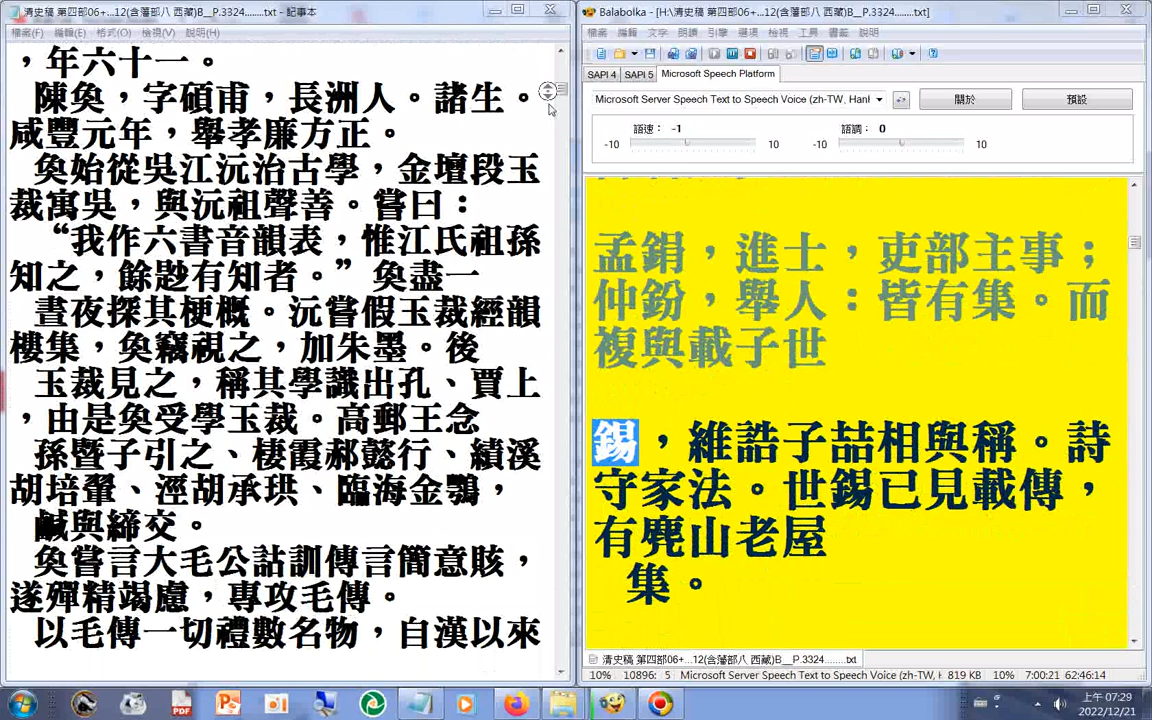 清史稿 第四部06+...12(含藩部八 西藏)B__P.3324........txt - 記事本
檔案(F) 編輯(E) 格式(O) 檢視(V) 說明(H)
，年六十一。
陳奐，字碩甫，長洲人。諸生。
咸豐元年，舉孝廉方正。
奐始從吳江沅治古學，金壇段玉
裁寓吳，與沅祖聲善。嘗曰：
“我作六書音韻表，惟江氏祖孫
知之，餘尟有知者。”奐盡一
晝夜探其梗概。沅嘗假玉裁經韻
樓集，奐竊視之，加朱墨。後
玉裁見之，稱其學識出孔、賈上
，由是奐受學玉裁。高郵王念
孫暨子引之、棲霞郝懿行、績溪
胡培翬、涇胡承珙、臨海金鶚，
鹹與締交。
奐嘗言大毛公詁訓傳言簡意賅，
遂殫精竭慮，專攻毛傳。
以毛傳一切禮數名物，自漢以來
Balabolka - [H:\清史稿 第四部06+...12(含藩部八 西藏)B__P.3324........txt]
檔案 編輯 文字 朗讀 引擎 選項 檢視 工具 書籤 說明
SAPI 4 SAPI 5 Microsoft Speech Platform
Microsoft Server Speech Text to Speech Voice (zh-TW, Hanl
關於 預設
語速： -1 語調： 0
-10 10 -10 10
孟鋗，進士，吏部主事；
仲鈖，舉人：皆有集。而
複與載子世
錫，維誥子喆相與稱。詩
守家法。世錫已見載傳，
有麂山老屋
集。
清史稿 第四部06+...12(含藩部八 西藏)B__P.3324........txt
10% 10896: 5 Microsoft Server Speech Text to Speech Voice (zh-TW, H 819 KB 7:00:21 62:46:14
上午 07:29
2022/12/21